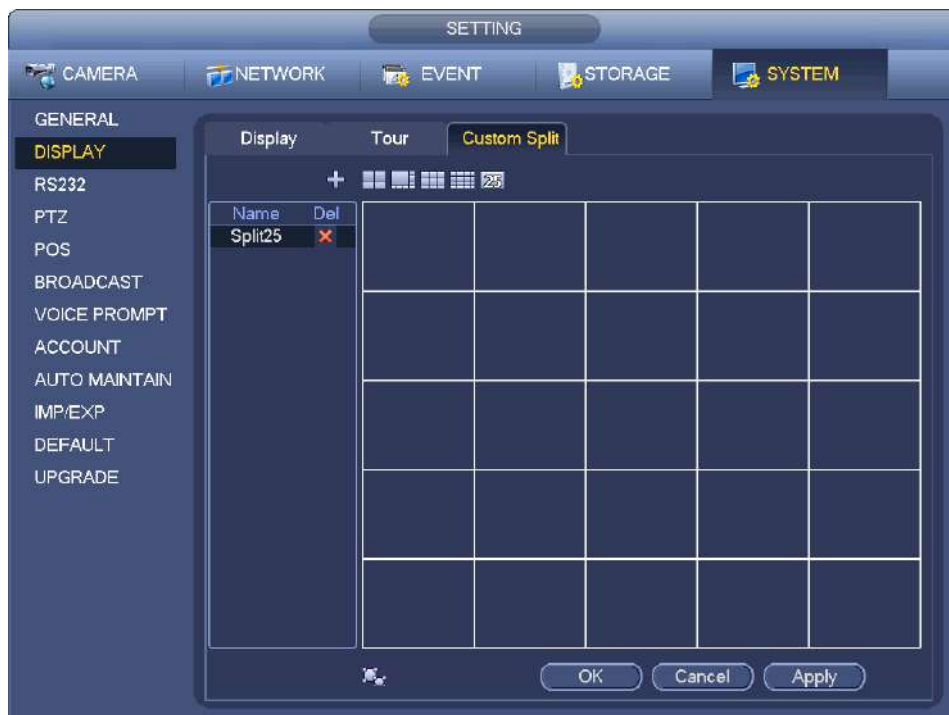 SETTING
CAMERA NETWORK EVENT STORAGE SYSTEM
GENERAL
DISPLAY
RS232
PTZ
POS
BROADCAST
VOICE PROMPT
ACCOUNT
AUTO MAINTAIN
IMP/EXP
DEFAULT
UPGRADE
Display Tour Custom Split
25
Name Del
Split25
OK Cancel Apply